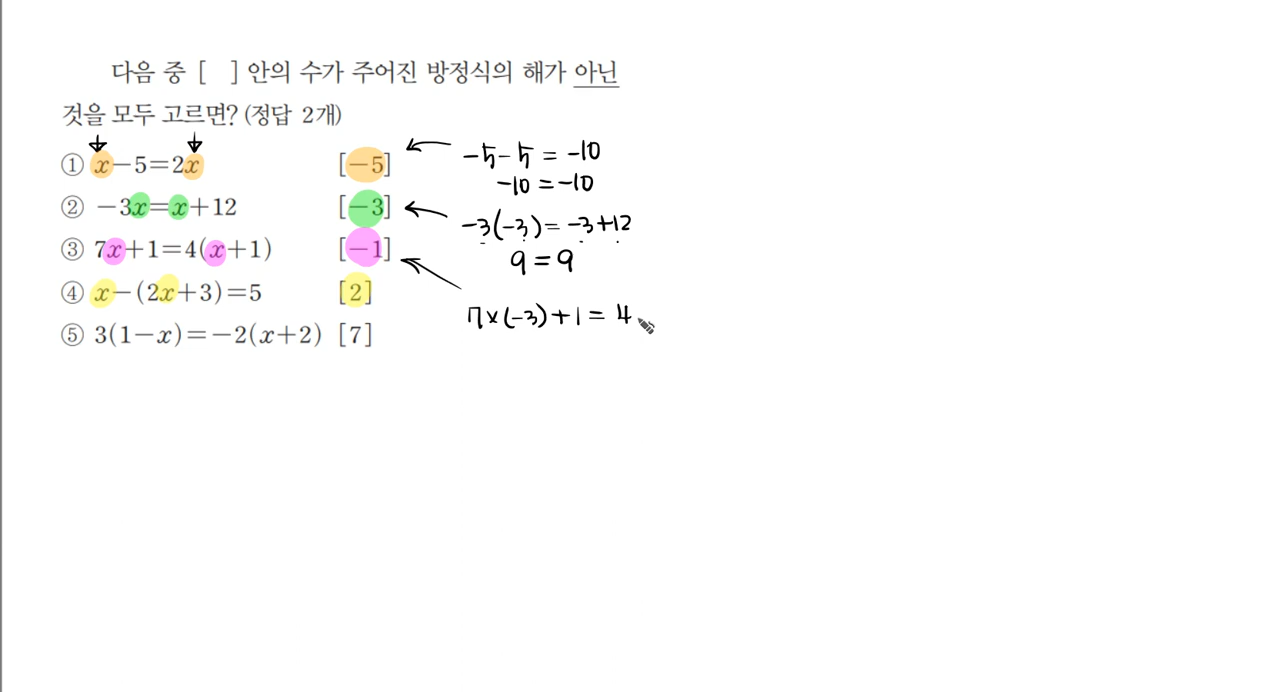 다음 중 [ ] 안의 수가 주어진 방정식의 해가 아닌
것을 모두 고르면? (정답 2개)
① x-5=2x [-5]
② -3x=x+12 [-3]
③ 7x+1=4(x+1) [-1]
④ x-(2x+3)=5 [2]
⑤ 3(1-x)=-2(x+2) [7]
-5-5=-10
-10=-10
-3(-3)=-3+12
9=9
7×(-3)+1=4